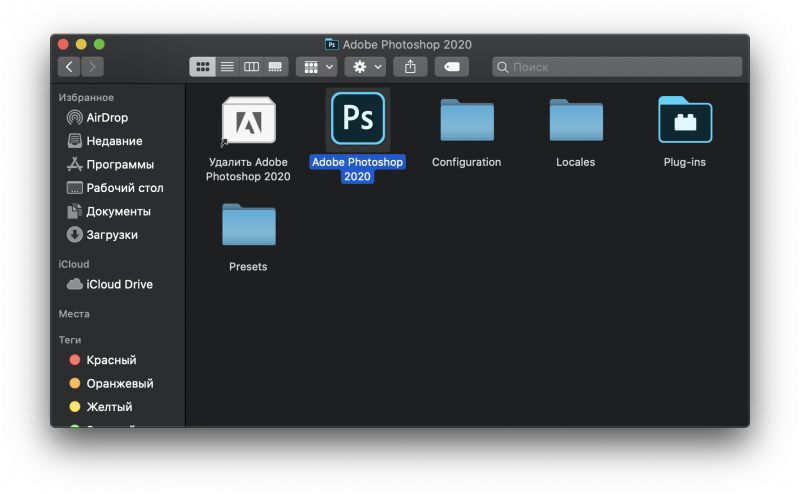 Adobe Photoshop 2020
Поиск
Избранное
AirDrop
Недавние
Программы
Рабочий стол
Документы
Загрузки
iCloud
iCloud Drive
Места
Теги
Красный
Оранжевый
Желтый
Удалить Adobe
Photoshop 2020
Ps
Adobe Photoshop
2020
Configuration
Locales
Plug-ins
Presets